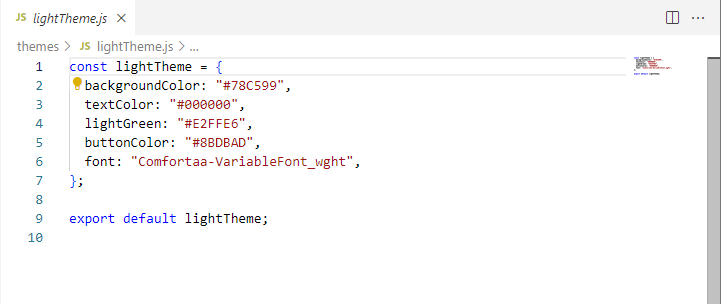 JS lightTheme.js ×
themes > JS lightTheme.js > ...
1 const lightTheme = {
2 backgroundColor: "#78C599",
3 textColor: "#000000",
4 lightGreen: "#E2FFE6",
5 buttonColor: "#8BDBAD",
6 font: "Comfortaa-VariableFont_wght",
7 };
8
9 export default lightTheme;
10